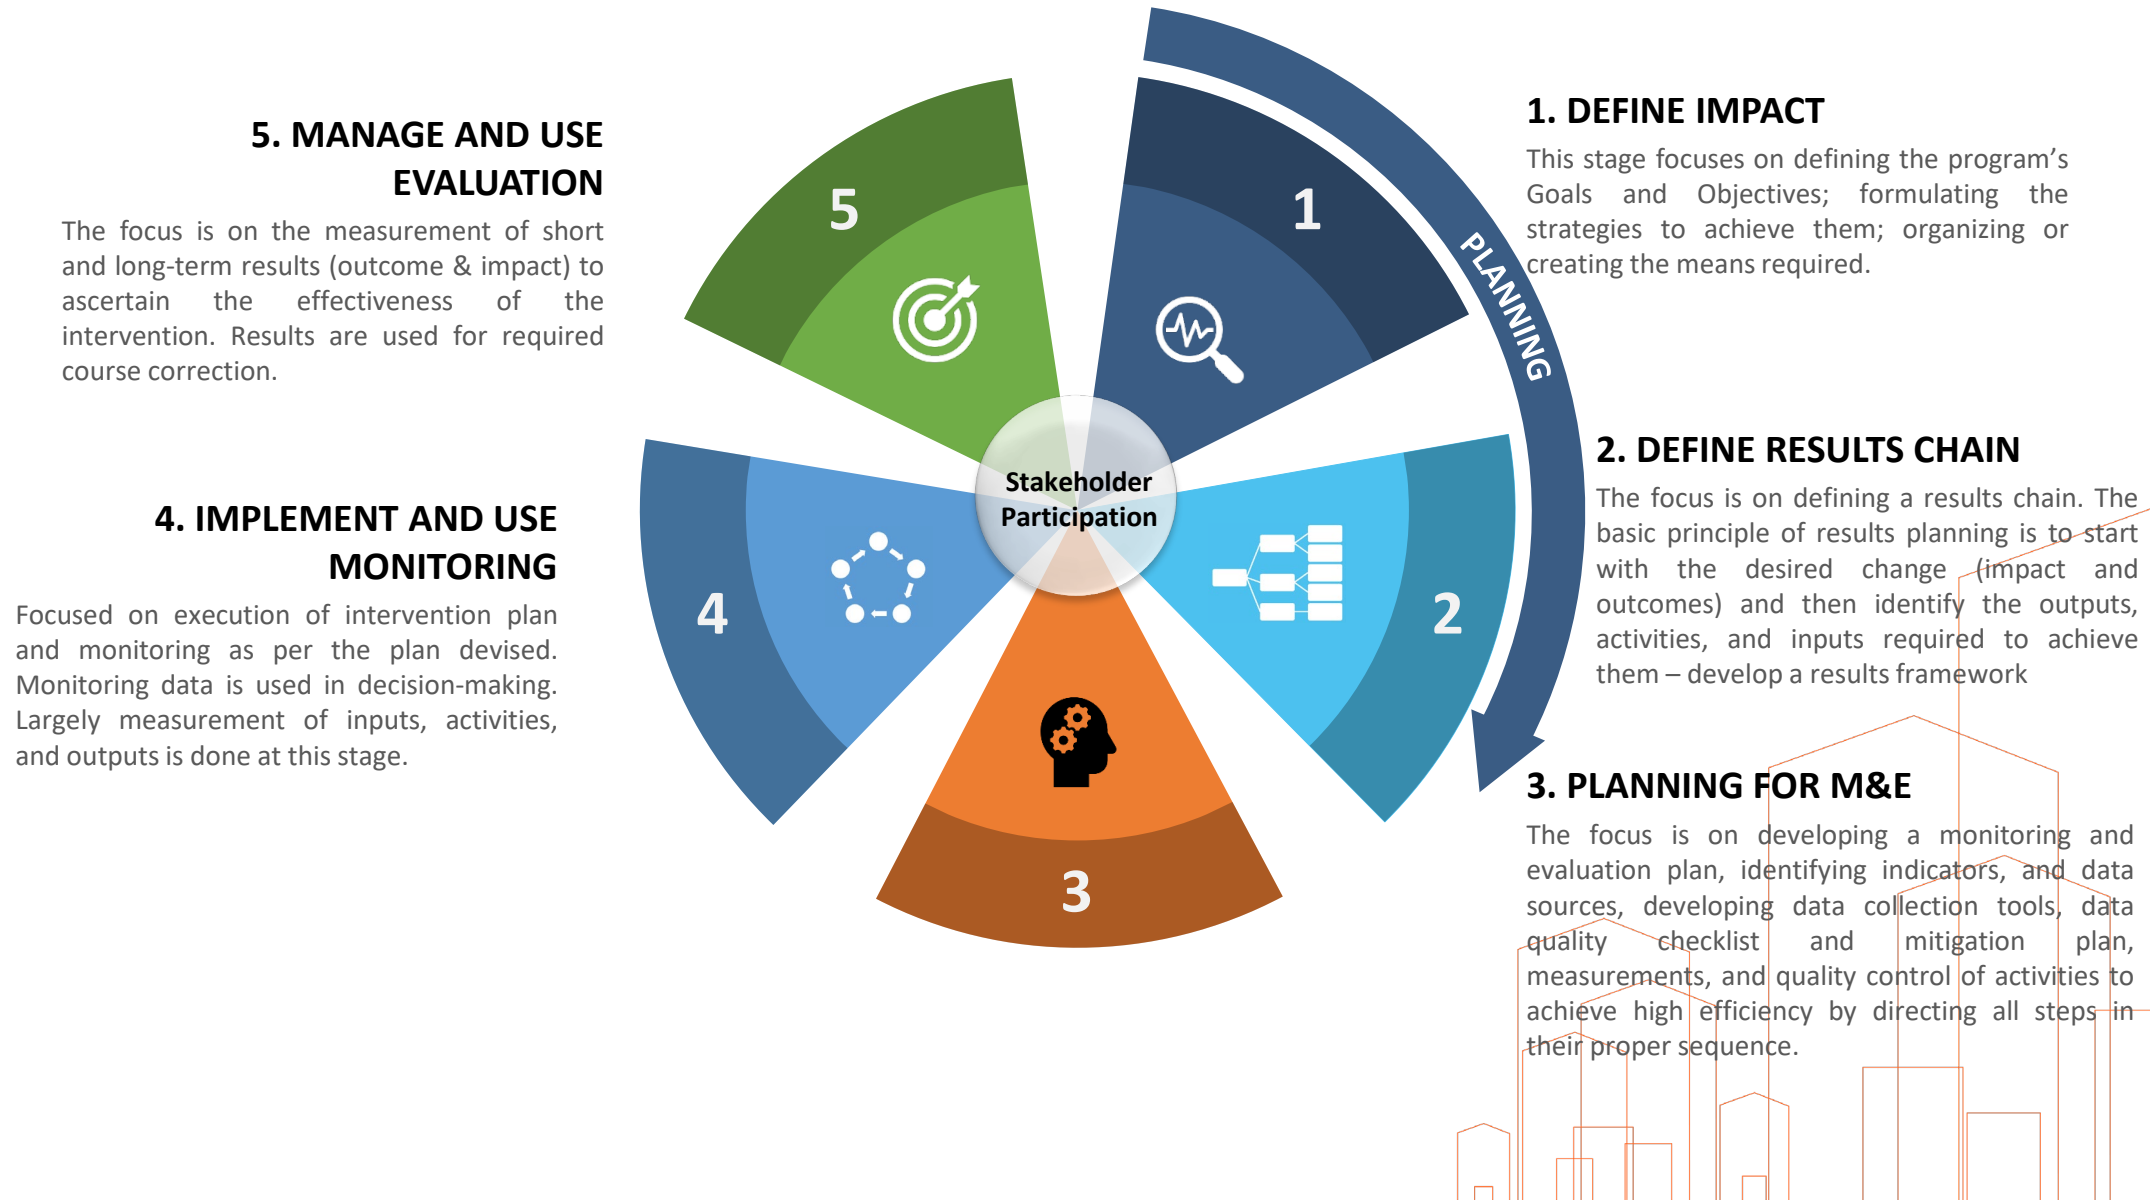 1. DEFINE IMPACT
This stage focuses on defining the program’s
Goals and Objectives; formulating the
strategies to achieve them; organizing or
creating the means required.
2. DEFINE RESULTS CHAIN
The focus is on defining a results chain. The
basic principle of results planning is to start
with the desired change (impact and
outcomes) and then identify the outputs,
activities, and inputs required to achieve
them – develop a results framework
3. PLANNING FOR M&E
The focus is on developing a monitoring and
evaluation plan, identifying indicators, and data
sources, developing data collection tools, data
quality checklist and mitigation plan,
measurements, and quality control of activities to
achieve high efficiency by directing all steps in
their proper sequence.
4. IMPLEMENT AND USE
MONITORING
Focused on execution of intervention plan
and monitoring as per the plan devised.
Monitoring data is used in decision-making.
Largely measurement of inputs, activities,
and outputs is done at this stage.
5. MANAGE AND USE
EVALUATION
The focus is on the measurement of short
and long-term results (outcome & impact) to
ascertain the effectiveness of the
intervention. Results are used for required
course correction.
PLANNING
1
2
3
4
5
Stakeholder
Participation